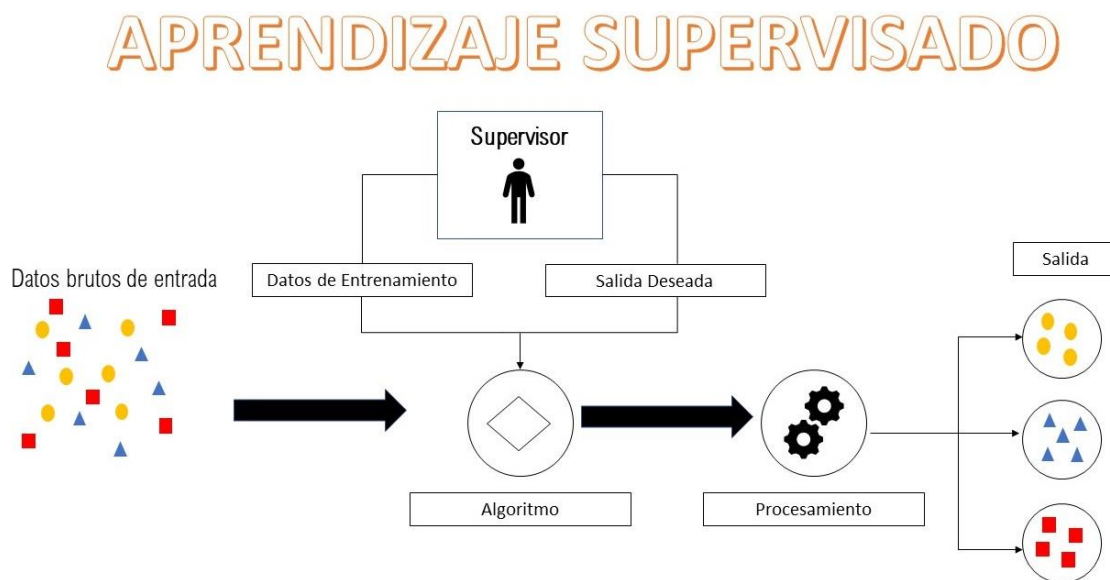 APRENDIZAJE SUPERVISADO
Supervisor
Datos brutos de entrada
Datos de Entrenamiento
Salida Deseada
Salida
Algoritmo
Procesamiento